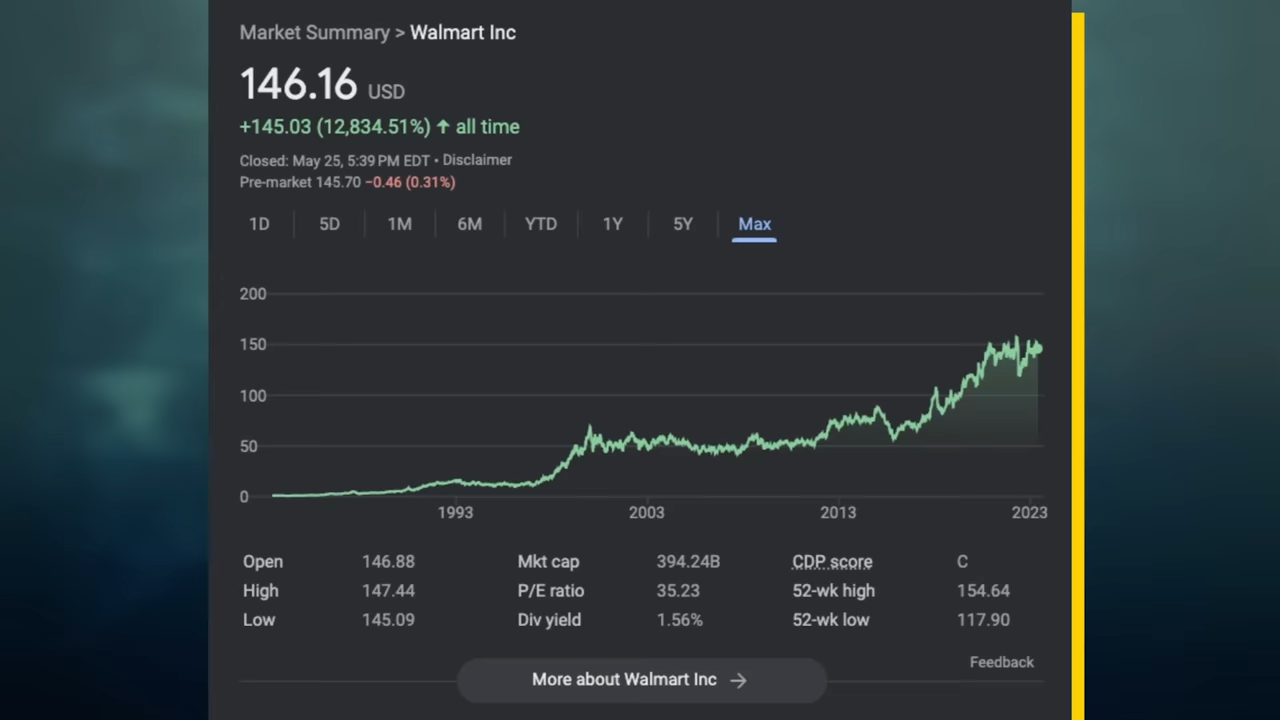 Market Summary > Walmart Inc
146.16 USD
+145.03 (12,834.51%) ↑ all time
Closed: May 25, 5:39 PM EDT • Disclaimer
Pre-market 145.70 −0.46 (0.31%)
1D 5D 1M 6M YTD 1Y 5Y Max
200
150
100
50
0
1993 2003 2013 2023
Open 146.88 Mkt cap 394.24B CDP score C
High 147.44 P/E ratio 35.23 52-wk high 154.64
Low 145.09 Div yield 1.56% 52-wk low 117.90
Feedback
More about Walmart Inc →